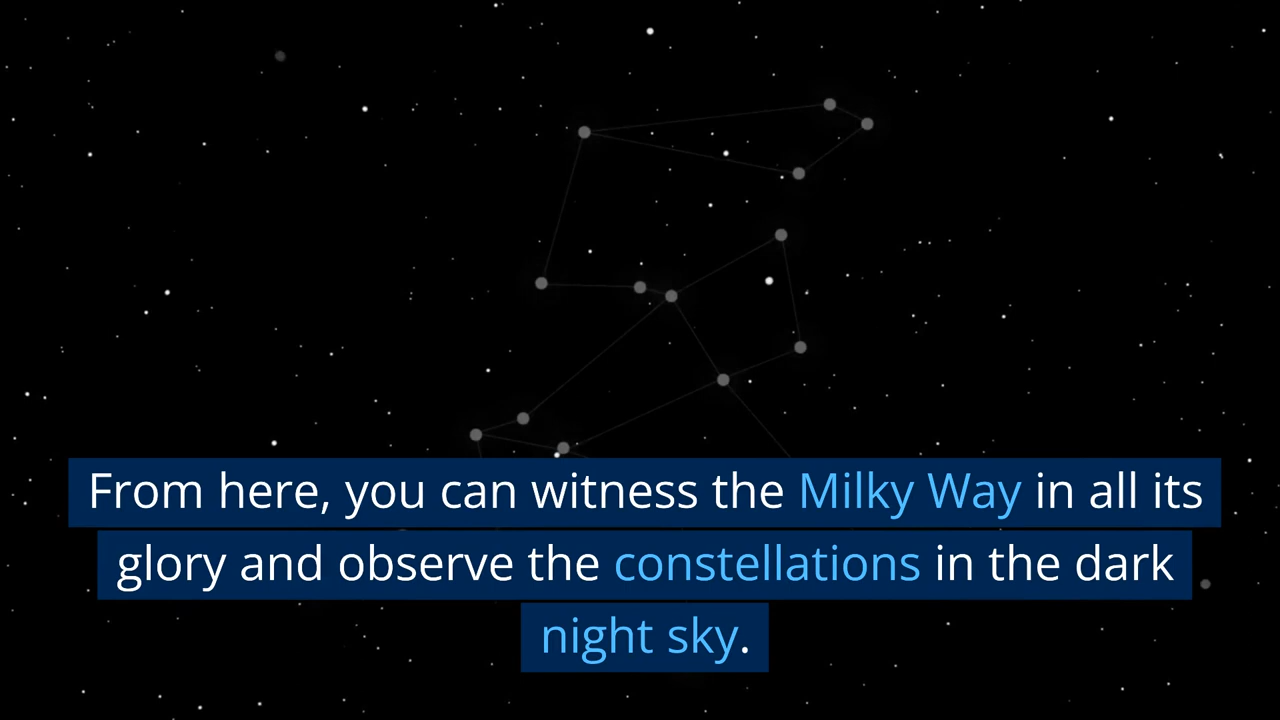 From here, you can witness the Milky Way in all its
glory and observe the constellations in the dark
night sky.